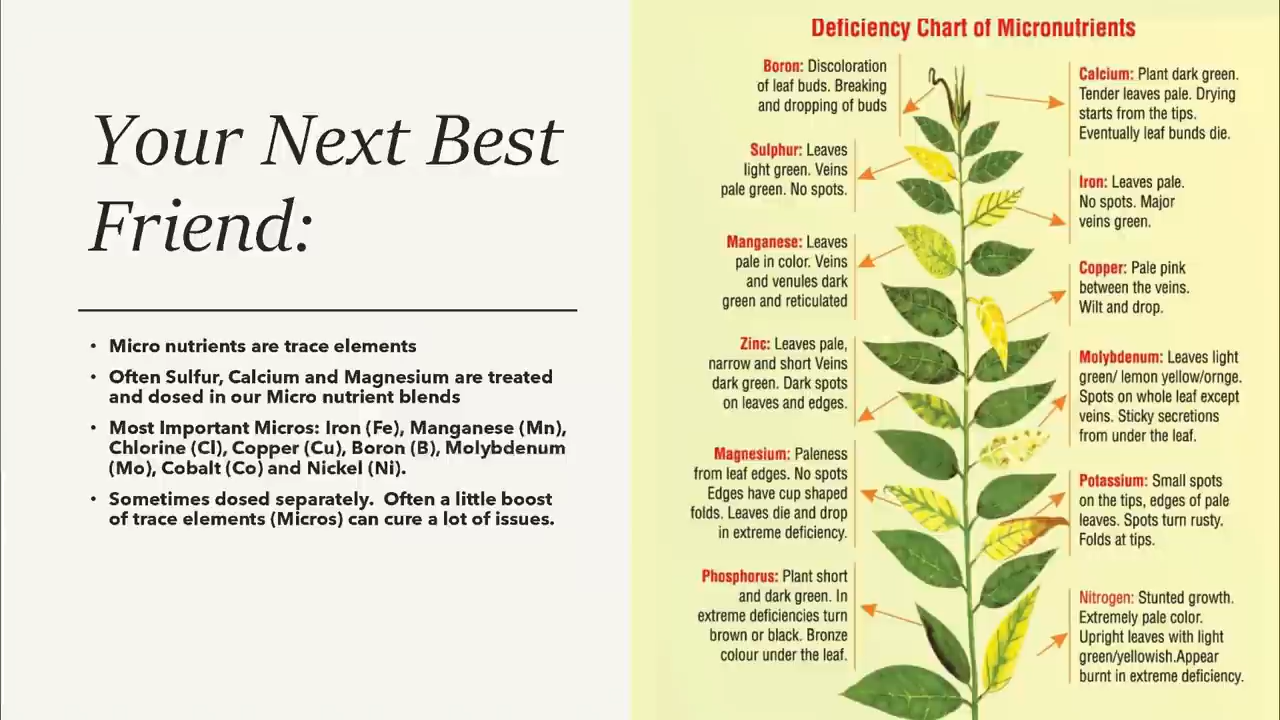 Your Next Best
Friend:
• Micro nutrients are trace elements
• Often Sulfur, Calcium and Magnesium are treated
and dosed in our Micro nutrient blends
• Most Important Micros: Iron (Fe), Manganese (Mn),
Chlorine (Cl), Copper (Cu), Boron (B), Molybdenum
(Mo), Cobalt (Co) and Nickel (Ni).
• Sometimes dosed separately. Often a little boost
of trace elements (Micros) can cure a lot of issues.
Deficiency Chart of Micronutrients
Boron: Discoloration
of leaf buds. Breaking
and dropping of buds
Sulphur: Leaves
light green. Veins
pale green. No spots.
Manganese: Leaves
pale in color. Veins
and venules dark
green and reticulated
Zinc: Leaves pale,
narrow and short Veins
dark green. Dark spots
on leaves and edges.
Magnesium: Paleness
from leaf edges. No spots
Edges have cup shaped
folds. Leaves die and drop
in extreme deficiency.
Phosphorus: Plant short
and dark green. In
extreme deficiencies turn
brown or black. Bronze
colour under the leaf.
Calcium: Plant dark green.
Tender leaves pale. Drying
starts from the tips.
Eventually leaf bunds die.
Iron: Leaves pale.
No spots. Major
veins green.
Copper: Pale pink
between the veins.
Wilt and drop.
Molybdenum: Leaves light
green/ lemon yellow/ornge.
Spots on whole leaf except
veins. Sticky secretions
from under the leaf.
Potassium: Small spots
on the tips, edges of pale
leaves. Spots turn rusty.
Folds at tips.
Nitrogen: Stunted growth.
Extremely pale color.
Upright leaves with light
green/yellowish.Appear
burnt in extreme deficiency.